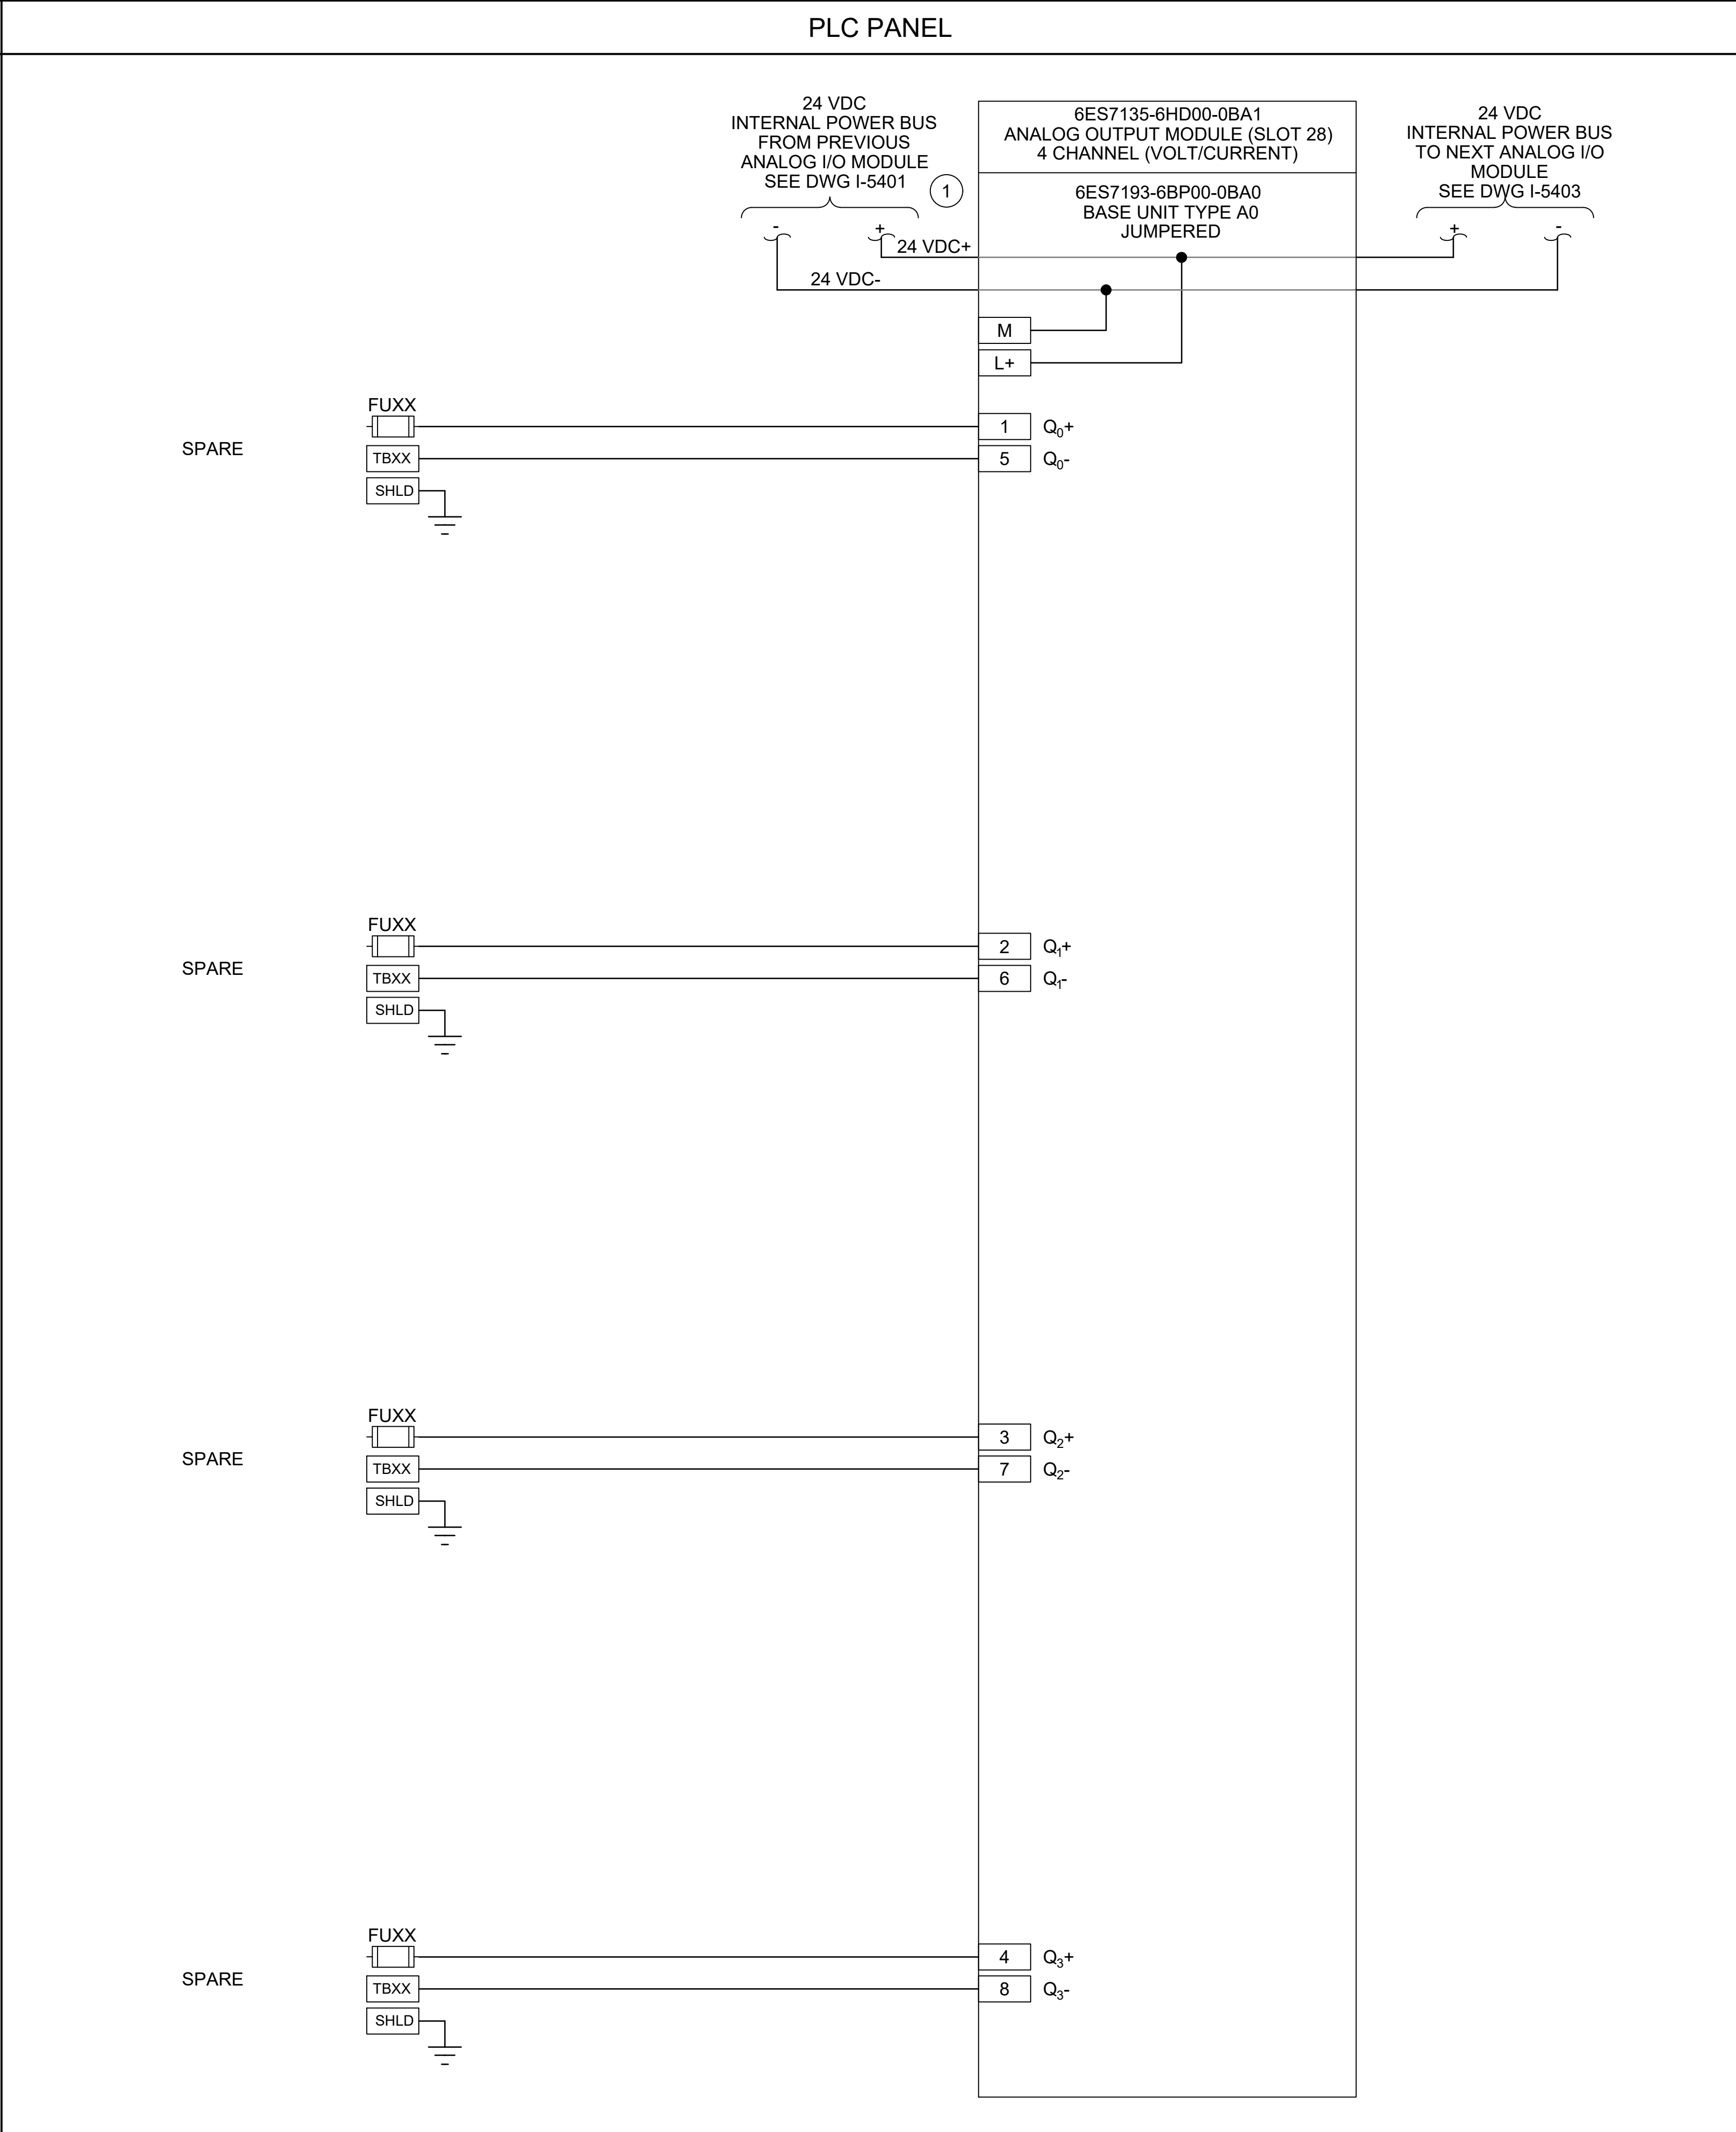 PLC PANEL
24 VDC
INTERNAL POWER BUS
FROM PREVIOUS
ANALOG I/O MODULE
SEE DWG I-5401
1
6ES7135-6HD00-0BA1
ANALOG OUTPUT MODULE (SLOT 28)
4 CHANNEL (VOLT/CURRENT)
6ES7193-6BP00-0BA0
BASE UNIT TYPE A0
JUMPERED
24 VDC
INTERNAL POWER BUS
TO NEXT ANALOG I/O
MODULE
SEE DWG I-5403
- + + -
24 VDC+
24 VDC-
M
L+
FUXX
1 Q0+
SPARE
TBXX 5 Q0-
SHLD
FUXX
2 Q1+
SPARE
TBXX 6 Q1-
SHLD
FUXX
3 Q2+
SPARE
TBXX 7 Q2-
SHLD
FUXX
4 Q3+
SPARE
TBXX 8 Q3-
SHLD